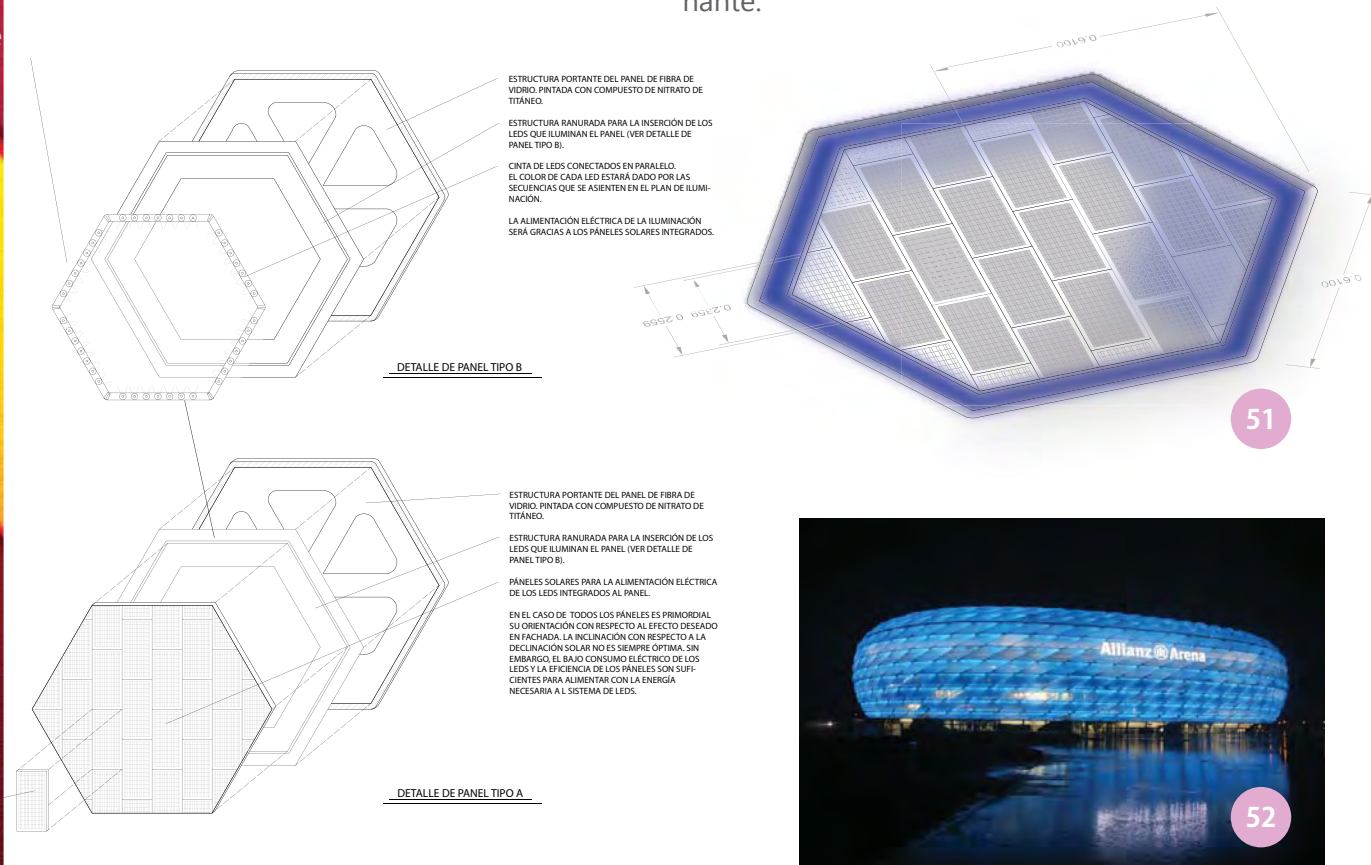 nante.
ESTRUCTURA PORTANTE DEL PANEL DE FIBRA DE
VIDRIO. PINTADA CON COMPUESTO DE NITRATO DE
TITÁNEO.
ESTRUCTURA RANURADA PARA LA INSERCIÓN DE LOS
LEDS QUE ILUMINAN EL PANEL (VER DETALLE DE
PANEL TIPO B).
CINTA DE LEDS CONECTADOS EN PARALELO.
EL COLOR DE CADA LED ESTARÁ DADO POR LAS
SECUENCIAS QUE SE ASIENTEN EN EL PLAN DE ILUMI-
NACIÓN.
LA ALIMENTACIÓN ELÉCTRICA DE LA ILUMINACIÓN
SERÁ GRACIAS A LOS PÁNELES SOLARES INTEGRADOS.
DETALLE DE PANEL TIPO B
ESTRUCTURA PORTANTE DEL PANEL DE FIBRA DE
VIDRIO. PINTADA CON COMPUESTO DE NITRATO DE
TITÁNEO.
ESTRUCTURA RANURADA PARA LA INSERCIÓN DE LOS
LEDS QUE ILUMINAN EL PANEL (VER DETALLE DE
PANEL TIPO B).
PÁNELES SOLARES PARA LA ALIMENTACIÓN ELÉCTRICA
DE LOS LEDS INTEGRADOS AL PANEL.
EN EL CASO DE TODOS LOS PÁNELES ES PRIMORDIAL
SU ORIENTACIÓN CON RESPECTO AL EFECTO DESEADO
EN FACHADA. LA INCLINACIÓN CON RESPECTO A LA
DECLINACIÓN SOLAR NO ES SIEMPRE ÓPTIMA. SIN
EMBARGO, EL BAJO CONSUMO ELÉCTRICO DE LOS
LEDS Y LA EFICIENCIA DE LOS PÁNELES SON SUFI-
CIENTES PARA ALIMENTAR CON LA ENERGÍA
NECESARIA A L SISTEMA DE LEDS.
DETALLE DE PANEL TIPO A
0.6100
0.6100
0.2359
0.2559
51
Allianz Arena
52